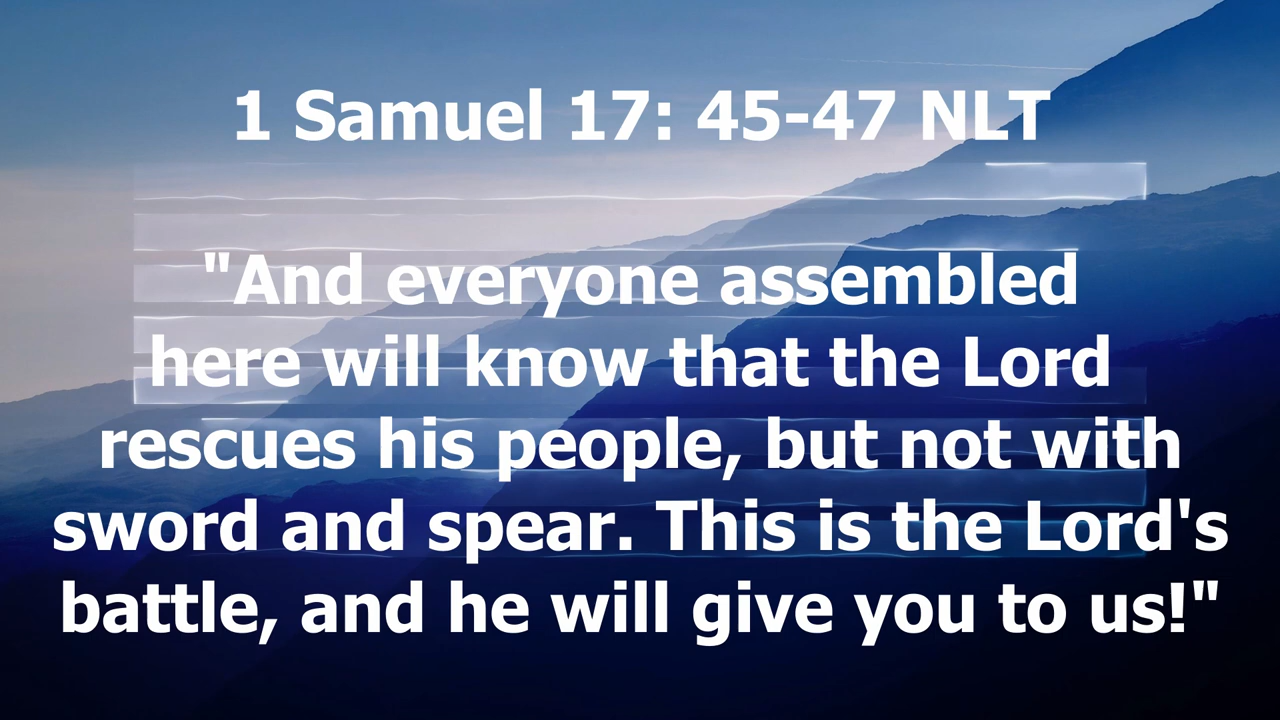 1 Samuel 17: 45-47 NLT
"And everyone assembled
here will know that the Lord
rescues his people, but not with
sword and spear. This is the Lord's
battle, and he will give you to us!"